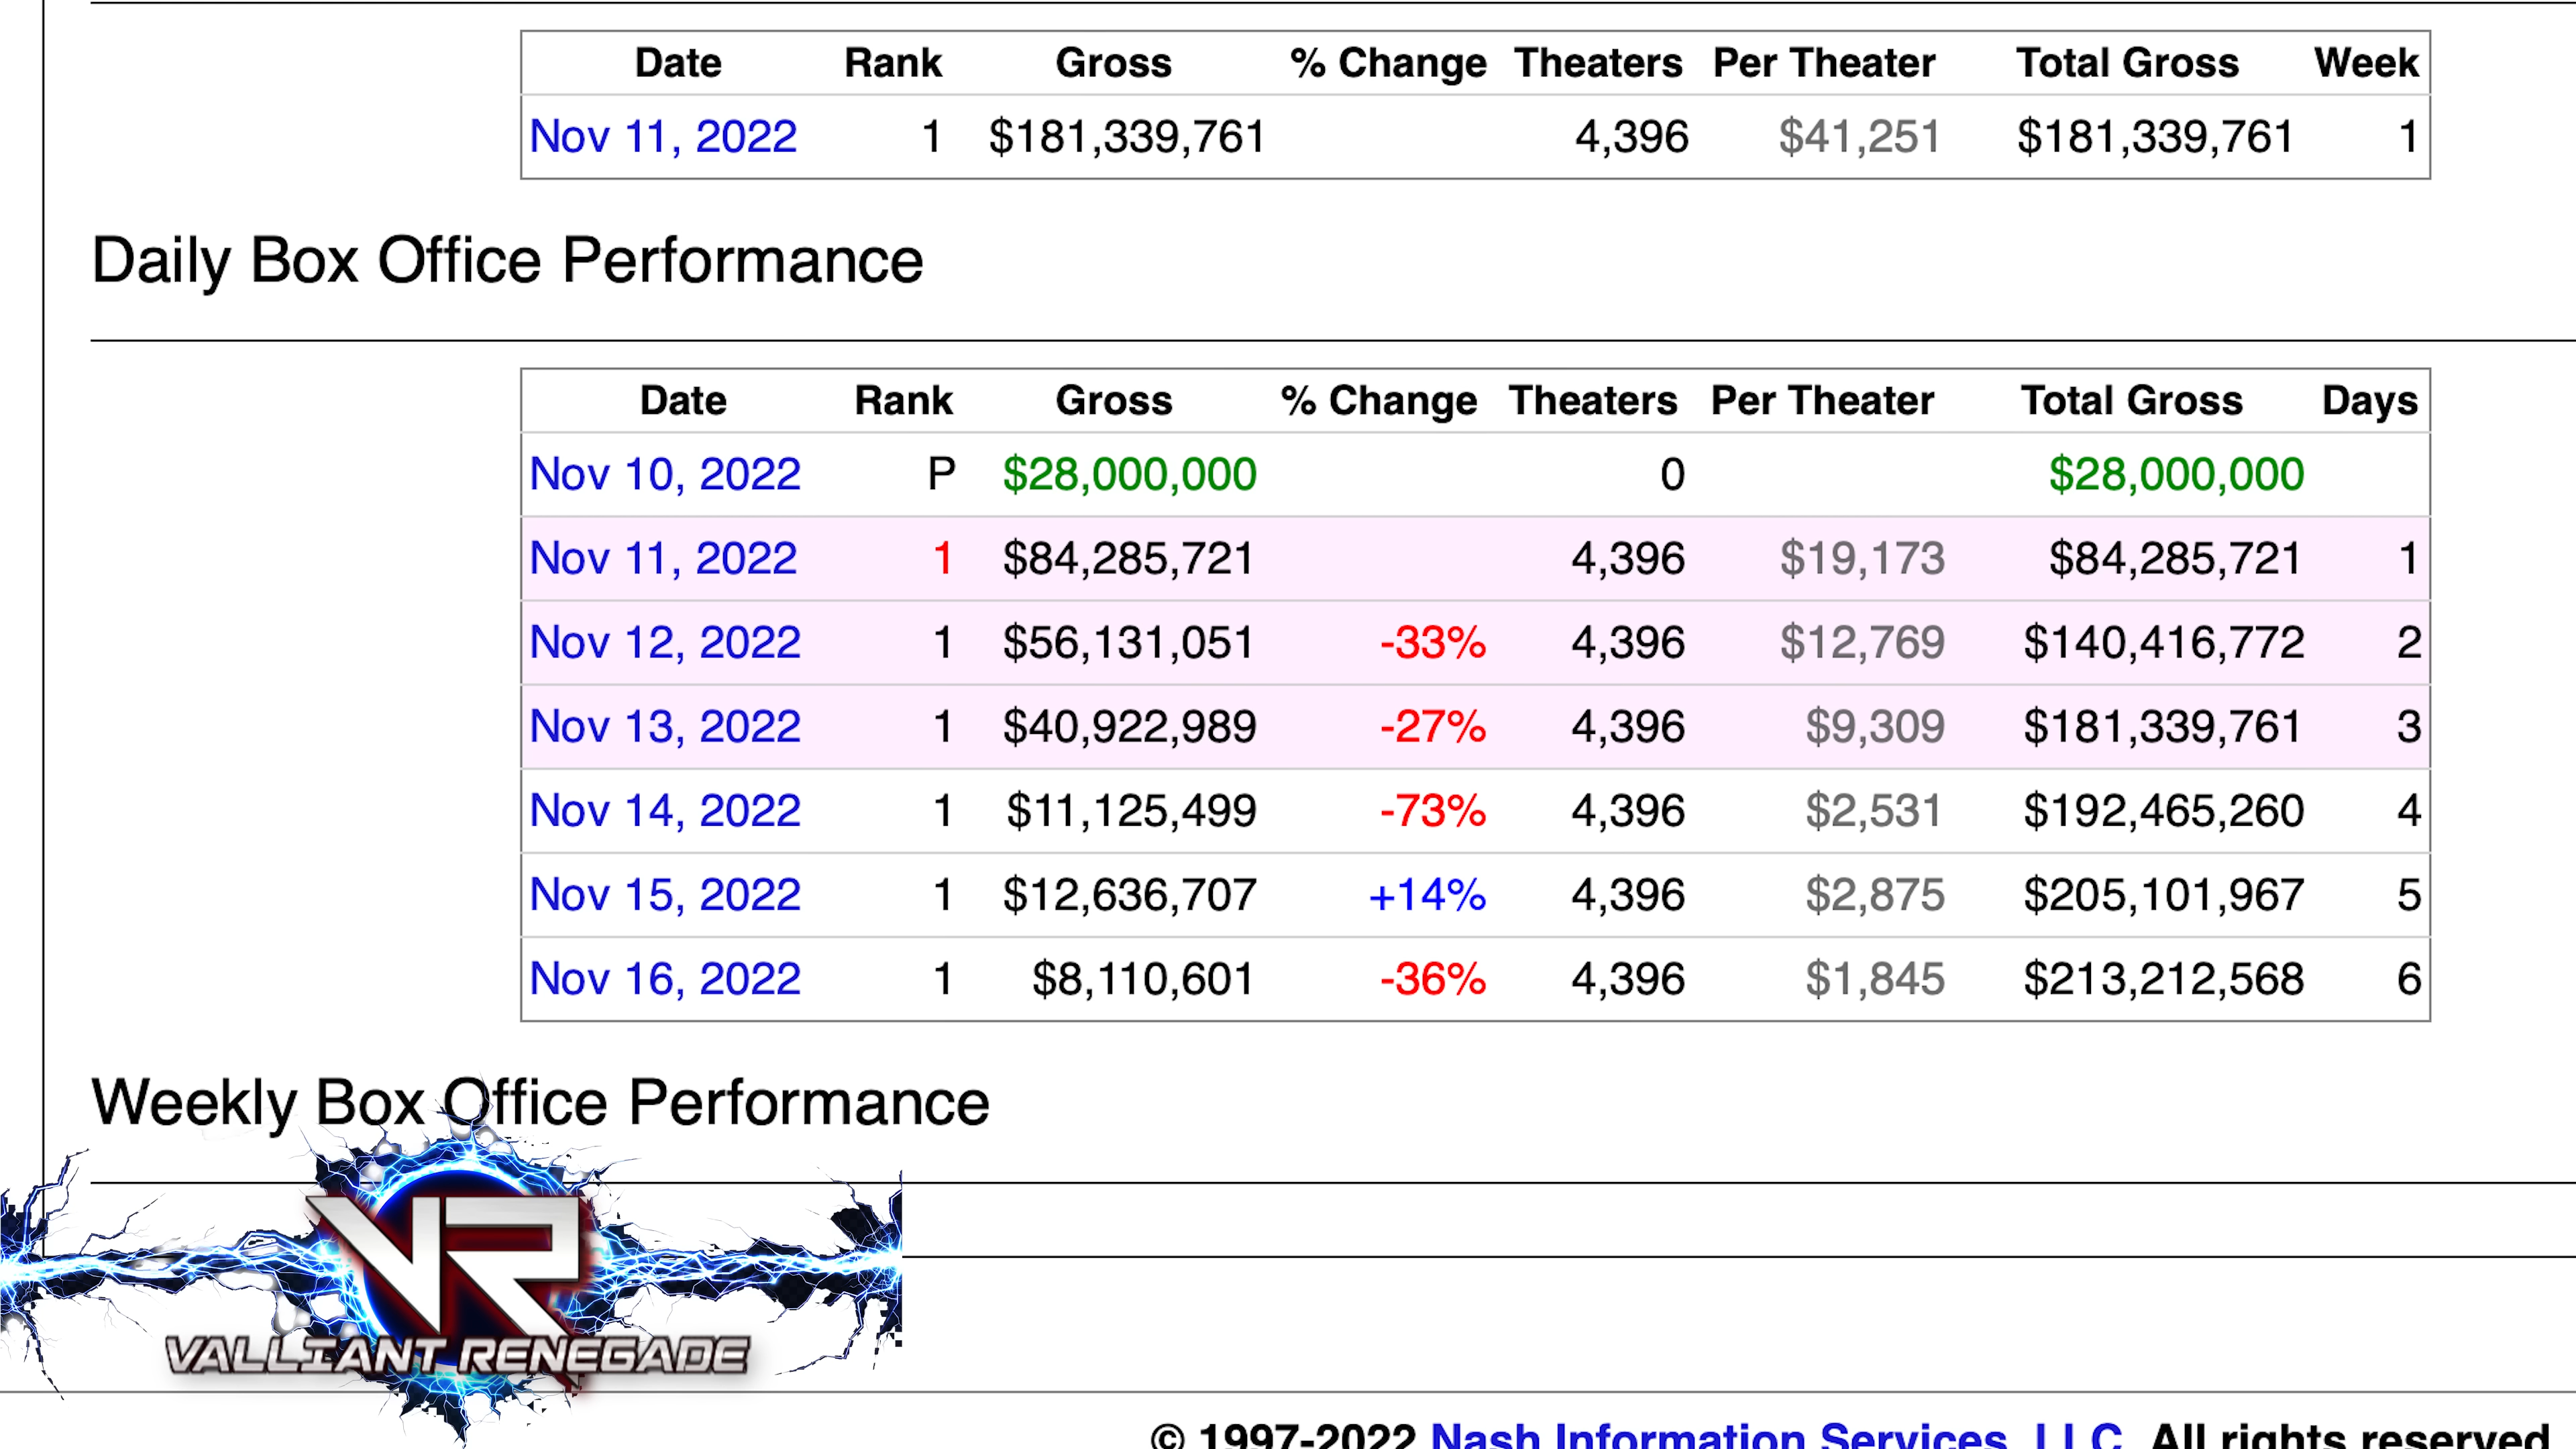 Date Rank Gross % Change Theaters Per Theater Total Gross Week
Nov 11, 2022 1 $181,339,761 4,396 $41,251 $181,339,761 1
Daily Box Office Performance
Date Rank Gross % Change Theaters Per Theater Total Gross Days
Nov 10, 2022 P $28,000,000 0 $28,000,000
Nov 11, 2022 1 $84,285,721 4,396 $19,173 $84,285,721 1
Nov 12, 2022 1 $56,131,051 -33% 4,396 $12,769 $140,416,772 2
Nov 13, 2022 1 $40,922,989 -27% 4,396 $9,309 $181,339,761 3
Nov 14, 2022 1 $11,125,499 -73% 4,396 $2,531 $192,465,260 4
Nov 15, 2022 1 $12,636,707 +14% 4,396 $2,875 $205,101,967 5
Nov 16, 2022 1 $8,110,601 -36% 4,396 $1,845 $213,212,568 6
Weekly Box Office Performance
VR
VALLIANT RENEGADE
© 1997-2022 Nash Information Services, LLC. All rights reserved